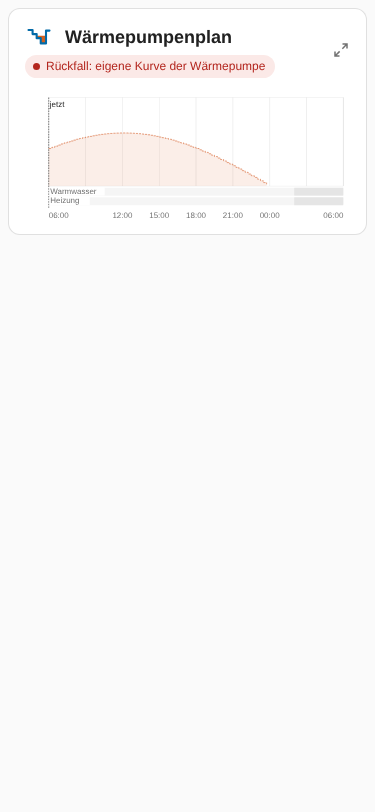 Wärmepumpenplan
Rückfall: eigene Kurve der Wärmepumpe
jetzt
Warmwasser
Heizung
06:00 12:00 15:00 18:00 21:00 00:00 06:00